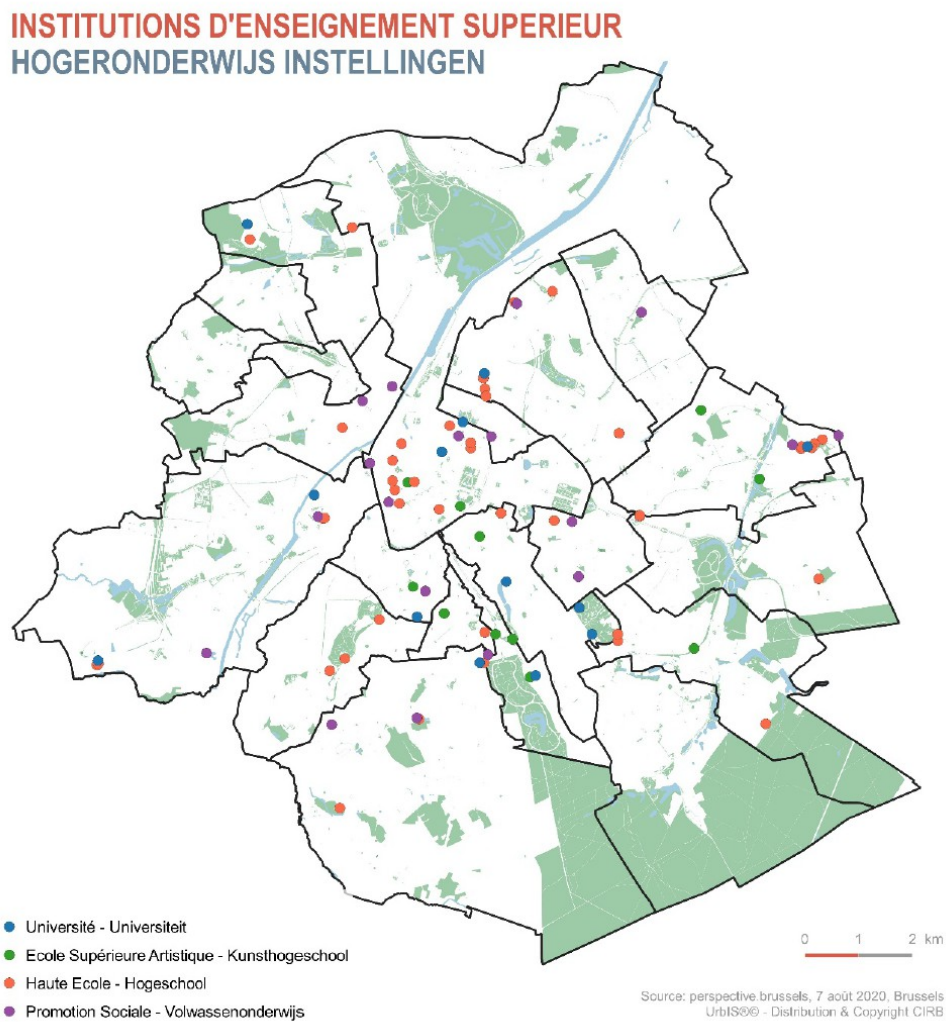 INSTITUTIONS D'ENSEIGNEMENT SUPERIEUR
HOGERONDERWIJS INSTELLINGEN
Université - Universiteit
Ecole Supérieure Artistique - Kunsthogeschool
Haute Ecole - Hogeschool
Promotion Sociale - Volwassenonderwijs
0 1 2 km
Source: perspective.brussels, 7 août 2020, Brussels
UrbIS®© - Distribution & Copyright CIRB